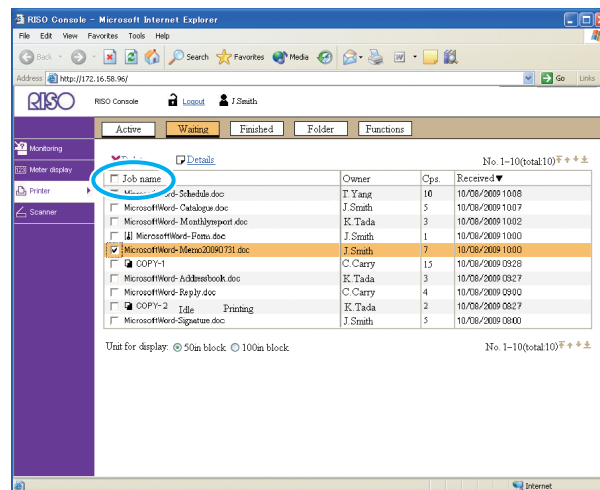 RISO Console - Microsoft Internet Explorer
File Edit View Favorites Tools Help
Back Search Favorites Media
Address http://172.16.58.96/ Go Links
RISO RISO Console Logout J.Smith
Active Waiting Finished Folder Functions
Monitoring
Meter display
Printer
Scanner
Details No. 1-10(total:10)
Job name Owner Cps. Received▼
MicrosoftWord-Schedule.doc T.Yang 10 10/08/2009 10:08
MicrosoftWord-Catalogue.doc J.Smith 5 10/08/2009 10:07
MicrosoftWord-Monthlyreport.doc K.Tada 3 10/08/2009 10:02
MicrosoftWord-Form.doc J.Smith 1 10/08/2009 10:00
MicrosoftWord-Memo20090731.doc J.Smith 7 10/08/2009 10:00
COPY-1 C.Carry 15 10/08/2009 09:28
MicrosoftWord-Addressbook.doc K.Tada 3 10/08/2009 09:27
MicrosoftWord-Reply.doc C.Carry 4 10/08/2009 09:00
COPY-2 Idle Printing K.Tada 2 10/08/2009 08:27
MicrosoftWord-Signature.doc J.Smith 5 10/08/2009 08:00
Unit for display: 50in block 100in block No. 1-10(total:10)
Internet